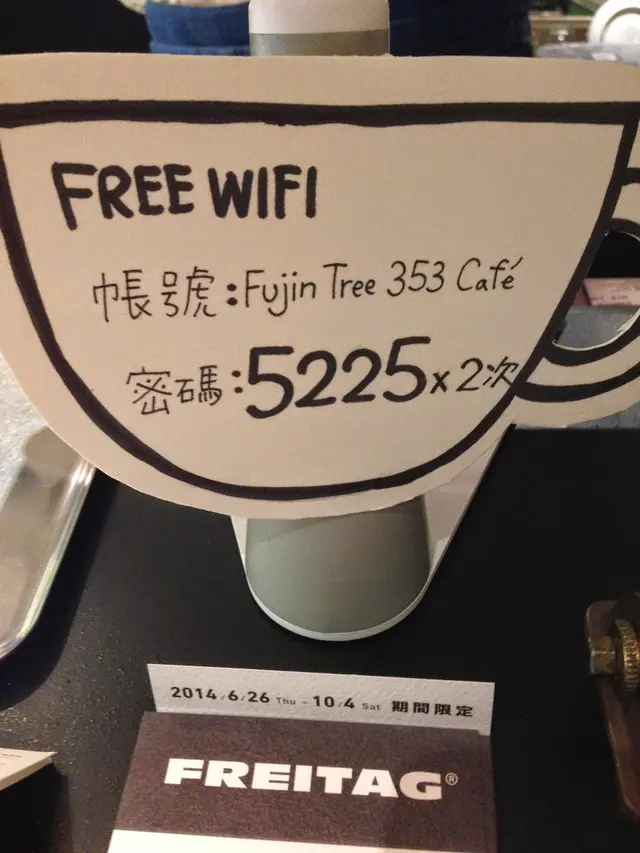 FREE WIFI
帳號:Fujin Tree 353 Café
密碼:5225x2次
2014/6/26 Thu - 10/4 Sat 期間限定
FREITAG®